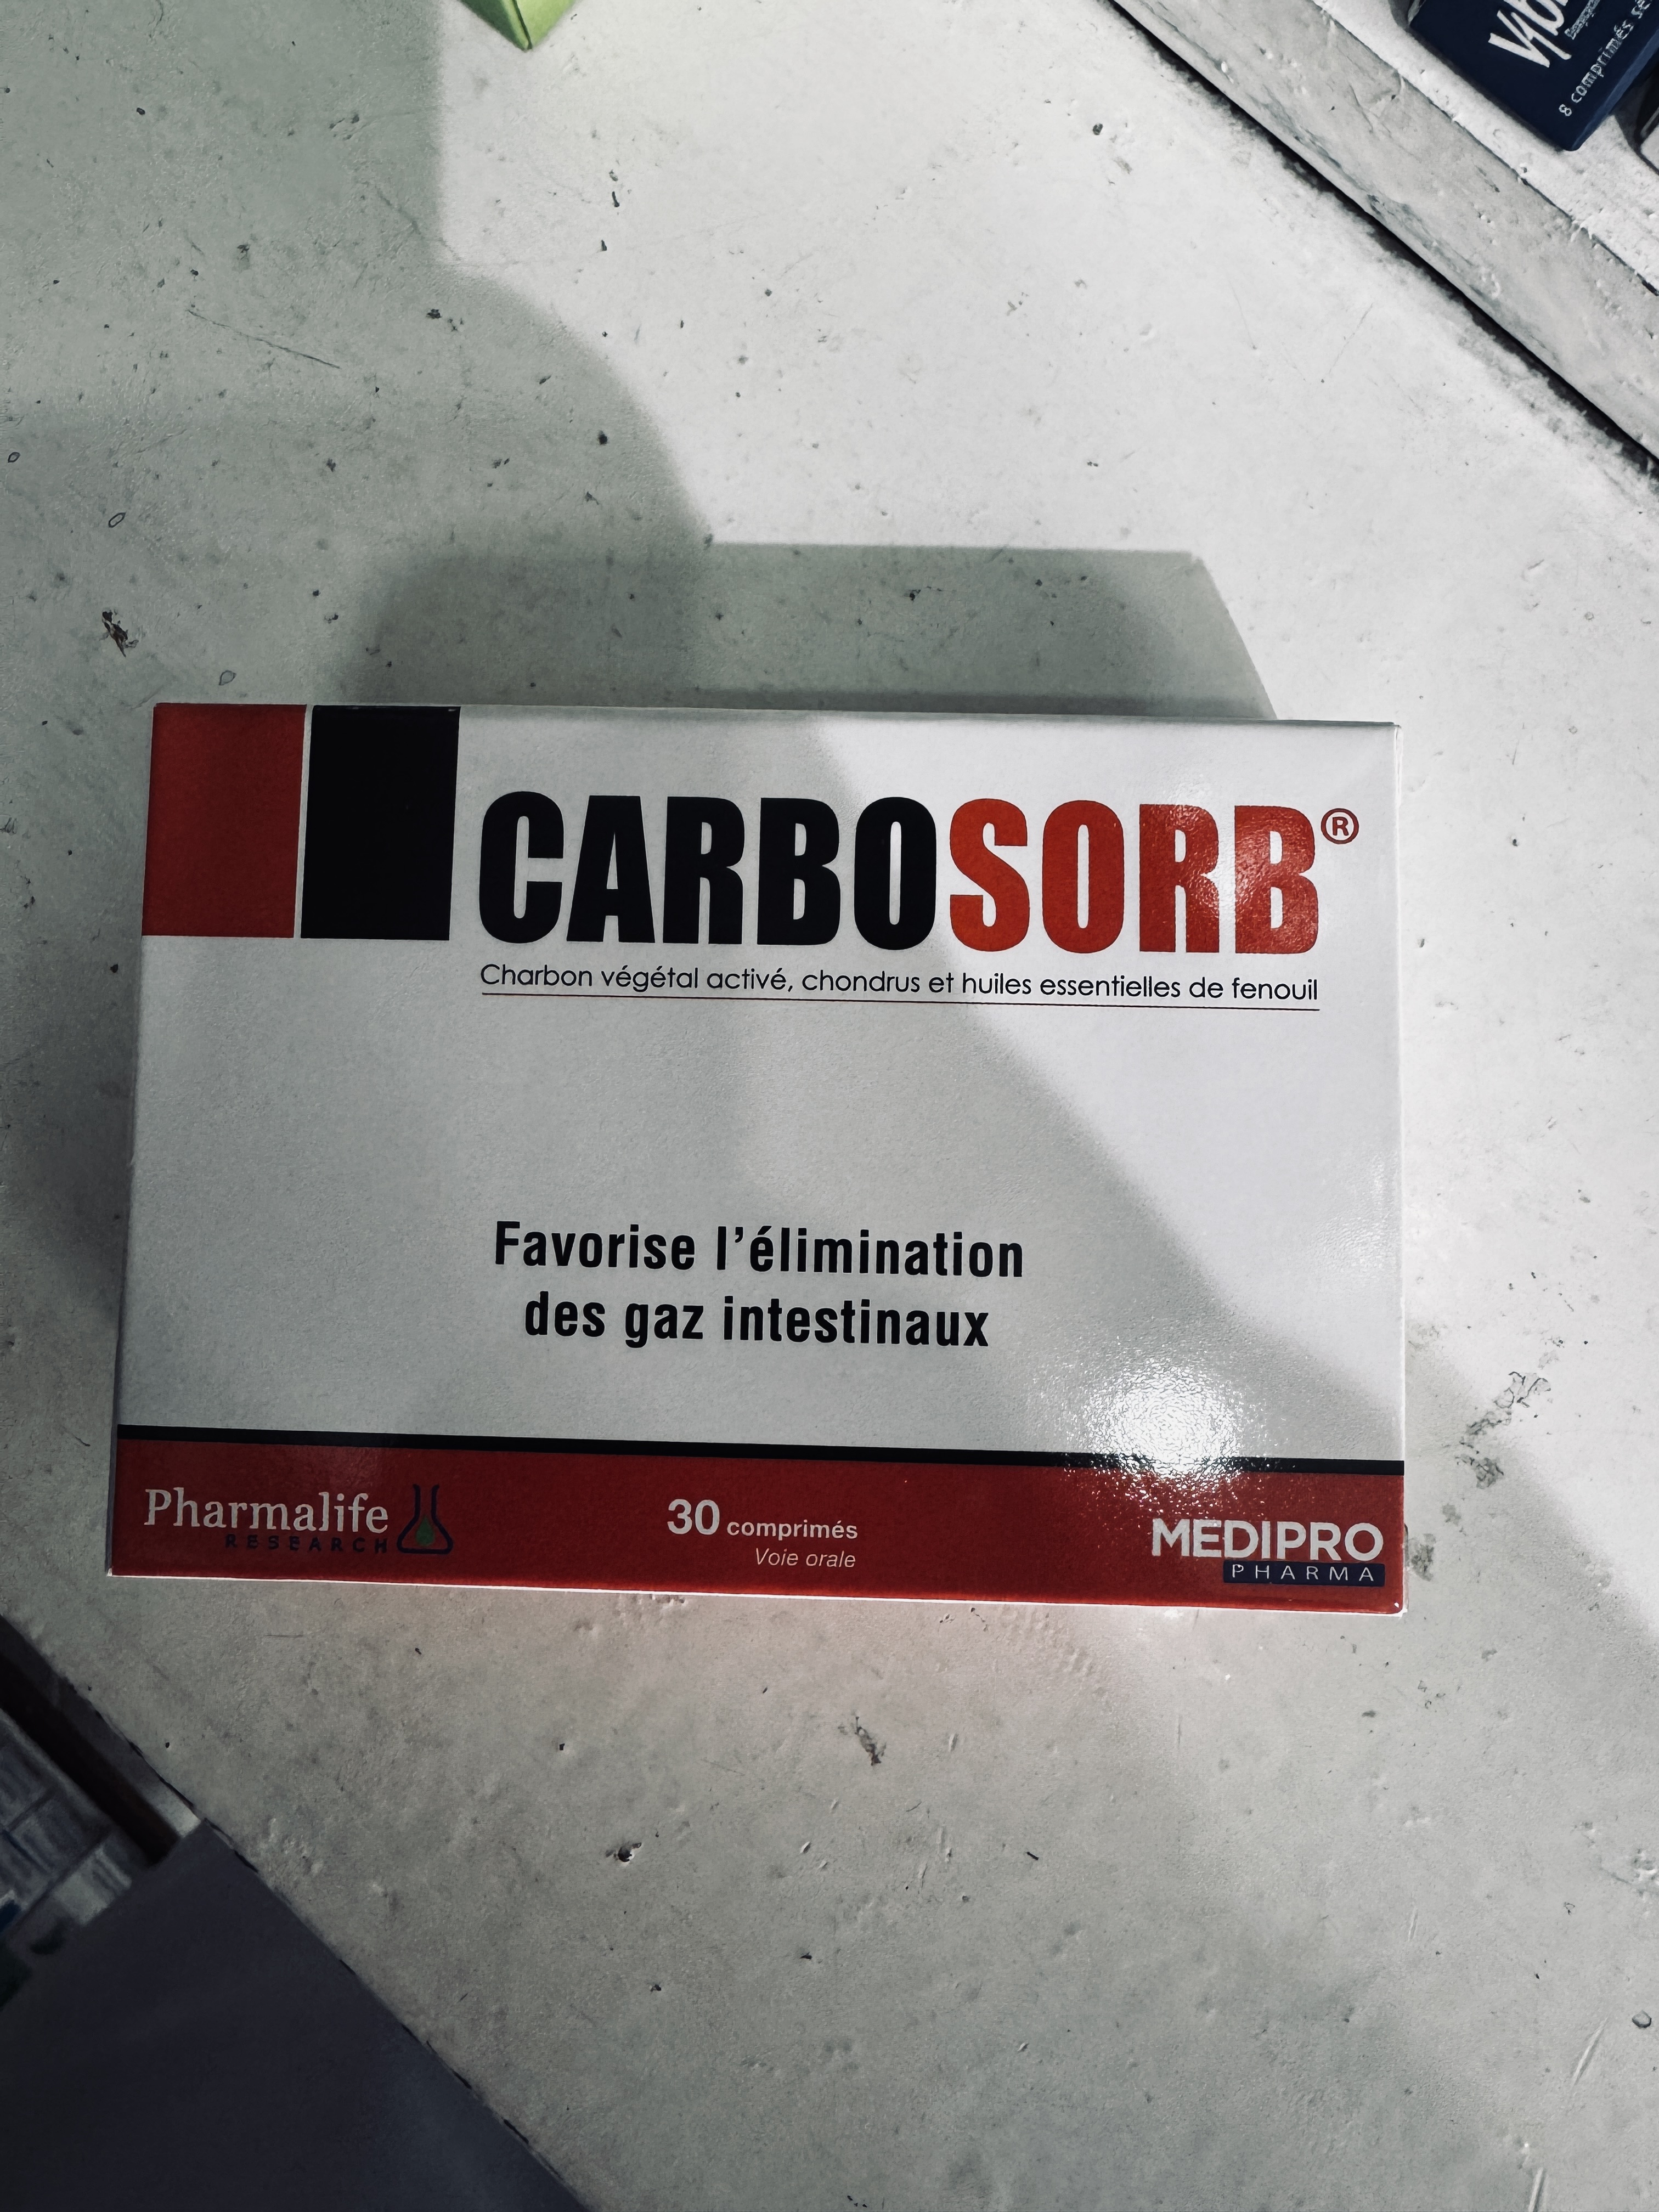 8 comprimés
CARBOSORB®
Charbon végétal activé, chondrus et huiles essentielles de fenouil
Favorise l’élimination
des gaz intestinaux
Pharmalife
RESEARCH
30 comprimés
Voie orale
MEDIPRO
PHARMA